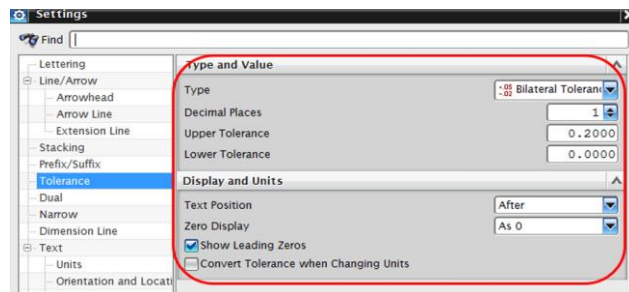 Settings
Find
Lettering
Line/Arrow
Arrowhead
Arrow Line
Extension Line
Stacking
Prefix/Suffix
Tolerance
Dual
Narrow
Dimension Line
Text
Units
Orientation and Locati
Type and Value
Type +.05 -.02 Bilateral Toleranc
Decimal Places 1
Upper Tolerance 0.2000
Lower Tolerance 0.0000
Display and Units
Text Position After
Zero Display As 0
Show Leading Zeros
Convert Tolerance when Changing Units